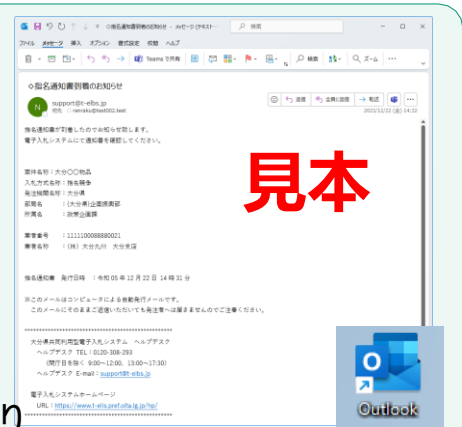 ◇指名通知書到着のお知らせ - メッセージ (テキスト...
検索
ファイル メッセージ 挿入 オプション 書式設定 校閲 ヘルプ
Teams で共有 検索 ズーム
◇指名通知書到着のお知らせ
N
support@t-elbs.jp
返信 全員に返信 転送
2023/12/22 (金) 14:32
指名通知書が到着したのでお知らせ致します。
電子入札システムにて通知書を確認してください。
見本
案件名称:大分〇〇物品
入札方式名称:指名競争
発注機関名称:大分県
部局名 :(大分県)企画振興部
所属名 :政策企画課
業者番号 :1111100088880021
業者名称 :(株) 大分九州 大分支店
指名通知書 発行日時 :令和 05 年 12 月 22 日 14 時 31 分
※このメールはコンピュータによる自動発行メールです。
このメールにそのままご返信いただいても発注者へは届きませんのでご注意ください。
**************************************************
大分県共同利用型電子入札システム ヘルプデスク
ヘルプデスク TEL:0120-308-293
(閉庁日を除く 9:00~12:00、13:00~17:30)
ヘルプデスク E-mail:support@t-elbs.jp
電子入札システムホームページ
URL:https://www.t-elis.pref.oita.lg.jp/hp/
**************************************************
Outlook
り